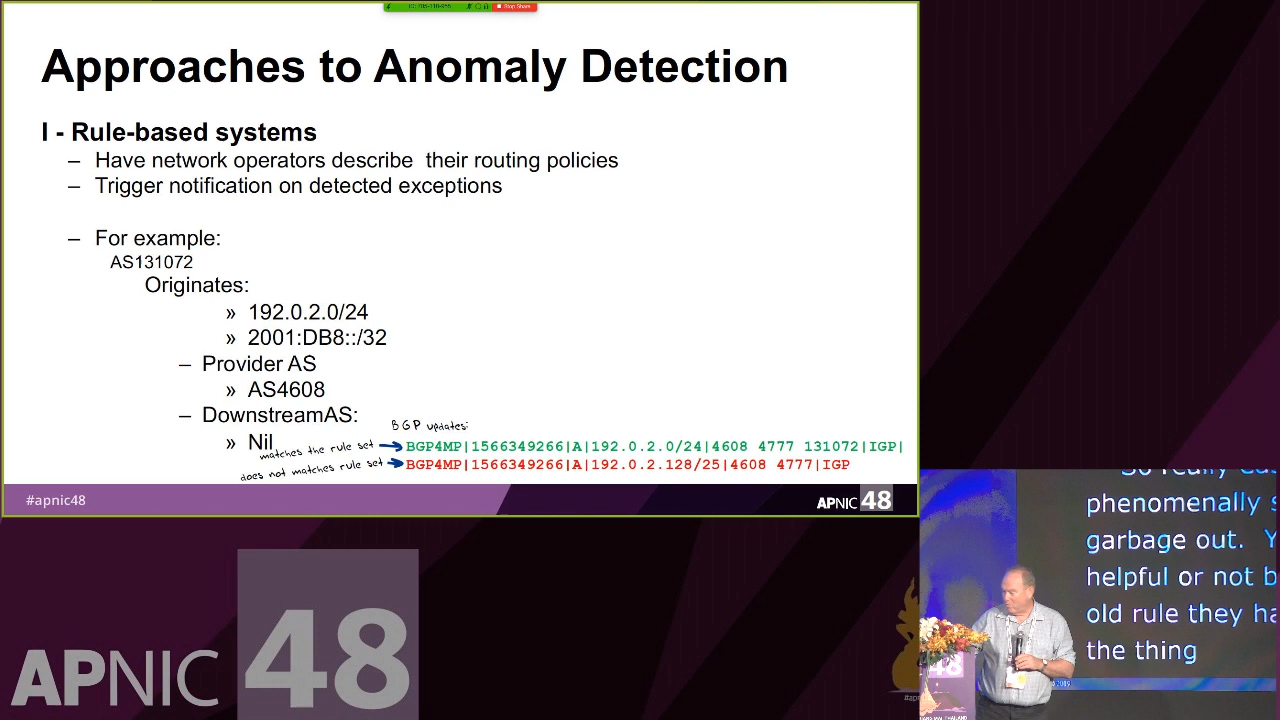 Stop Share
Approaches to Anomaly Detection
I - Rule-based systems
– Have network operators describe their routing policies
– Trigger notification on detected exceptions
– For example:
AS131072
Originates:
» 192.0.2.0/24
» 2001:DB8::/32
– Provider AS
» AS4608
– DownstreamAS:
» Nil
BGP updates:
matches the rule set
BGP4MP|1566349266|A|192.0.2.0/24|4608 4777 131072|IGP|
does not matches rule set
BGP4MP|1566349266|A|192.0.2.128/25|4608 4777|IGP
#apnic48
APNIC 48
phenomenally
garbage out.
helpful or not
old rule they
the thing
APNIC 48